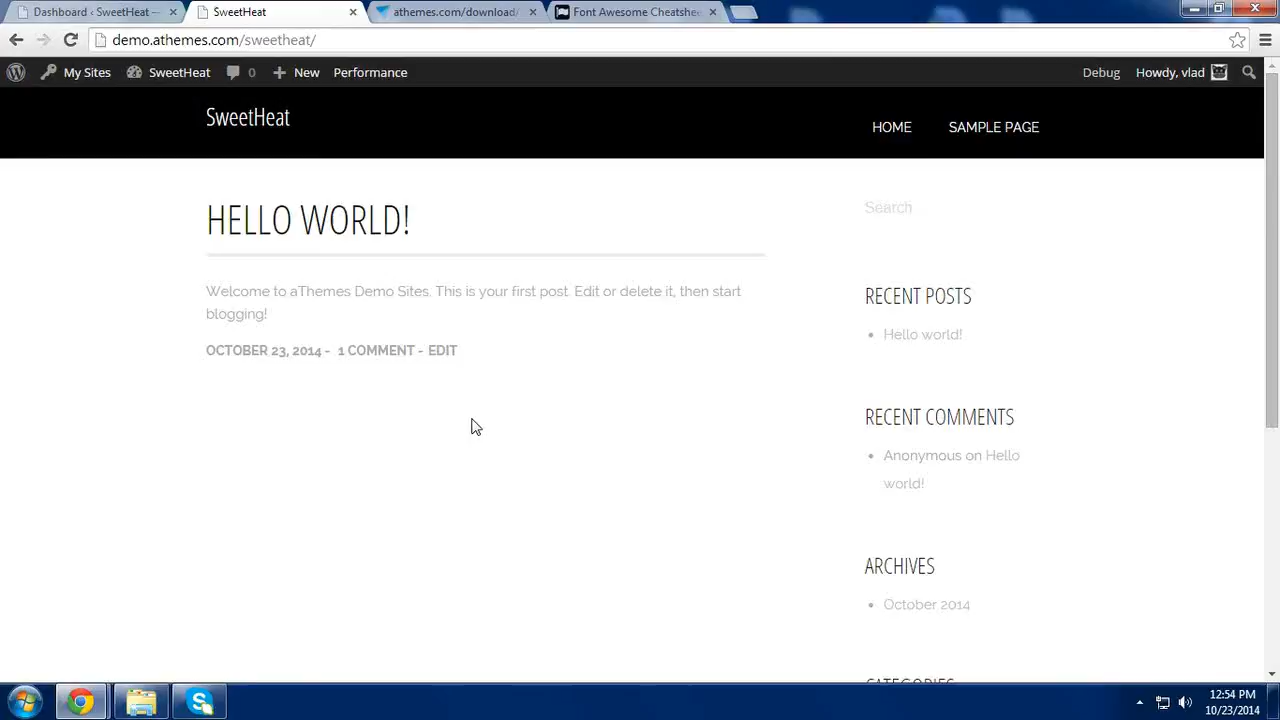 Dashboard ‹ SweetHeat —
SweetHeat
athemes.com/download/
Font Awesome Cheatshee
demo.athemes.com/sweetheat/
My Sites SweetHeat 0 New Performance Debug Howdy, vlad
SweetHeat
HOME SAMPLE PAGE
HELLO WORLD!
Welcome to aThemes Demo Sites. This is your first post. Edit or delete it, then start
blogging!
OCTOBER 23, 2014 - 1 COMMENT - EDIT
Search
RECENT POSTS
Hello world!
RECENT COMMENTS
Anonymous on Hello
world!
ARCHIVES
October 2014
CATEGORIES
12:54 PM
10/23/2014